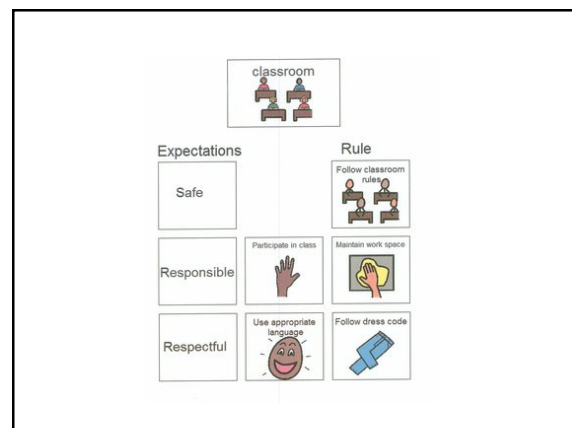 classroom
Expectations
Rule
Safe
Follow classroom
rules
Responsible
Participate in class
Maintain work space
Respectful
Use appropriate
language
Follow dress code